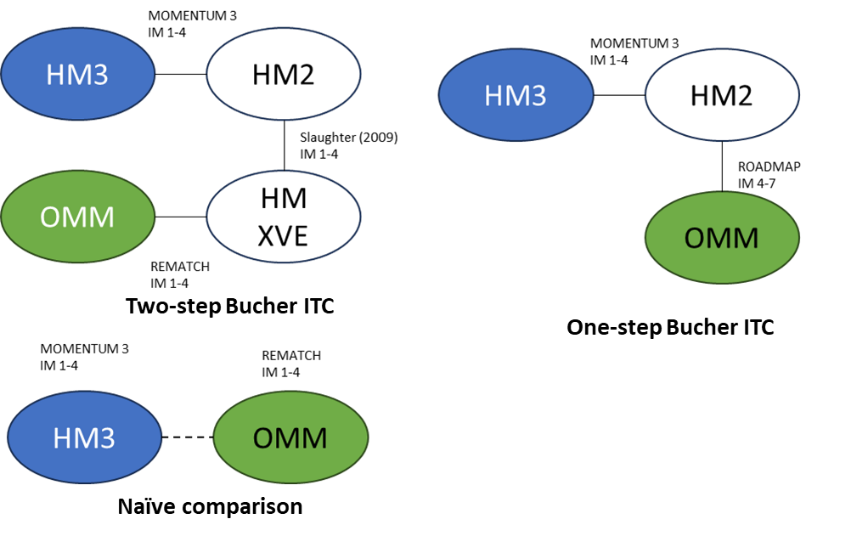 MOMENTUM 3
IM 1-4
HM3
HM2
Slaughter (2009)
IM 1-4
OMM
HM
XVE
REMATCH
IM 1-4
Two-step Bucher ITC
MOMENTUM 3
IM 1-4
HM3
HM2
ROADMAP
IM 4-7
OMM
One-step Bucher ITC
MOMENTUM 3
IM 1-4
REMATCH
IM 1-4
HM3
OMM
Naïve comparison